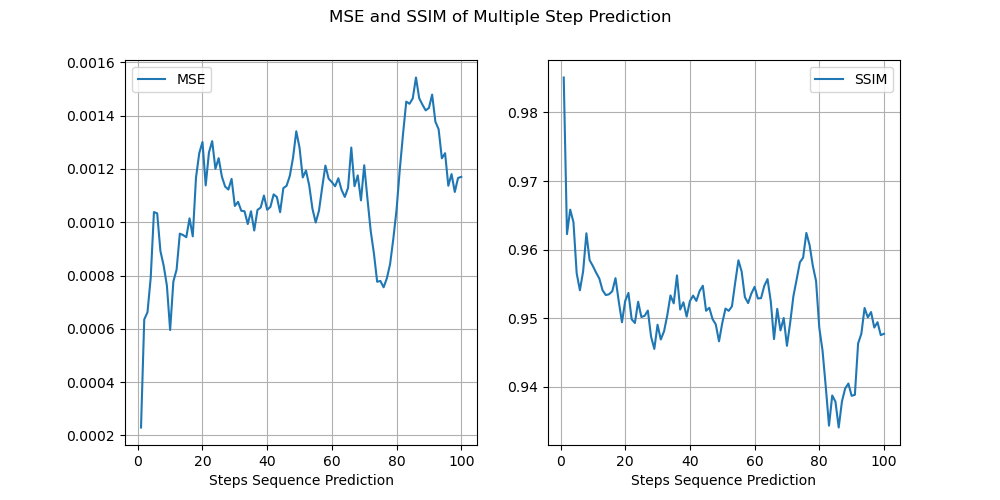 MSE and SSIM of Multiple Step Prediction
MSE
0.0016
0.0014
0.0012
0.0010
0.0008
0.0006
0.0004
0.0002
0 20 40 60 80 100
Steps Sequence Prediction
SSIM
0.98
0.97
0.96
0.95
0.94
0 20 40 60 80 100
Steps Sequence Prediction